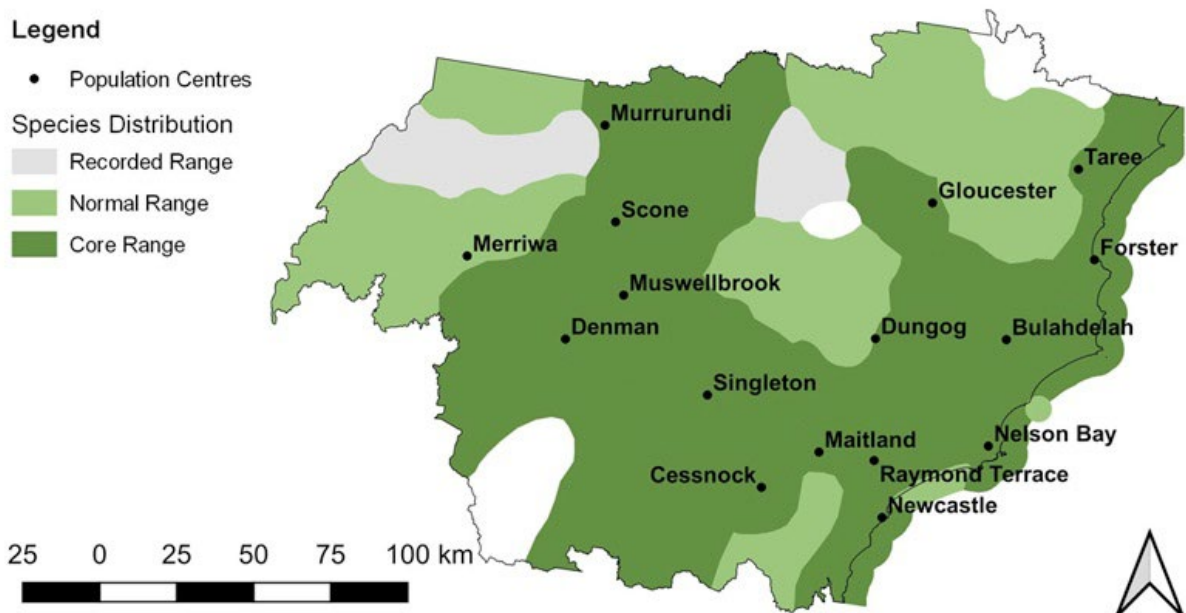 Legend
Population Centres
Species Distribution
Recorded Range
Normal Range
Core Range
Murrurundi
Taree
Gloucester
Scone
Forster
Merriwa
Muswellbrook
Denman
Dungog
Bulahdelah
Singleton
Nelson Bay
Maitland
Raymond Terrace
Cessnock
Newcastle
25 0 25 50 75 100 km